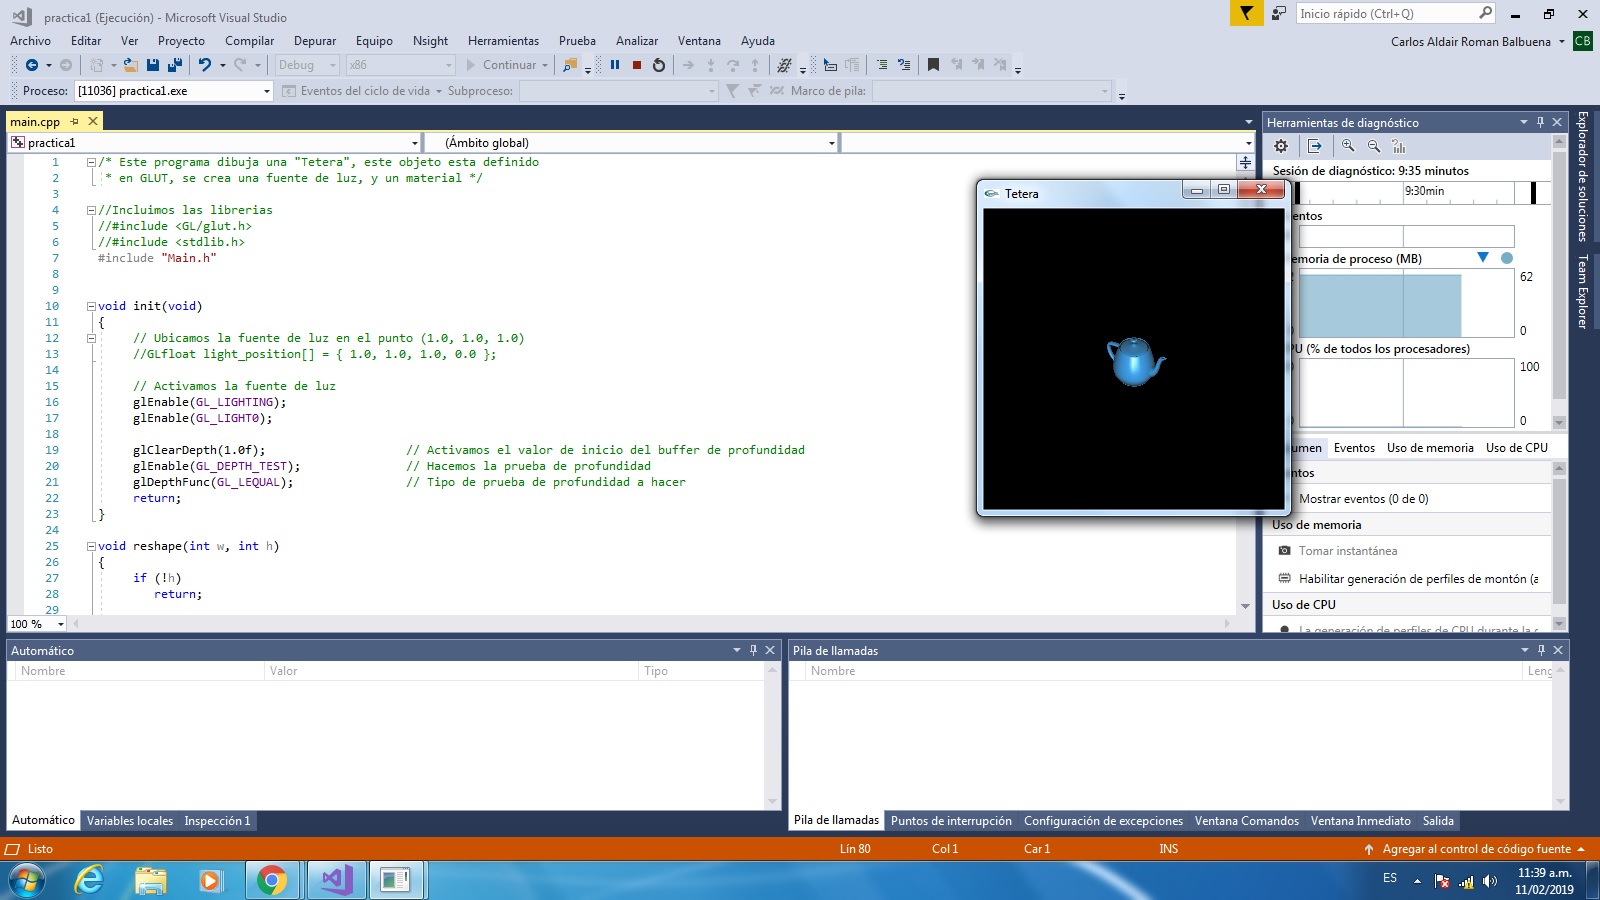 practica1 (Ejecución) - Microsoft Visual Studio
Inicio rápido (Ctrl+Q)
Archivo Editar Ver Proyecto Compilar Depurar Equipo Nsight Herramientas Prueba Analizar Ventana Ayuda
Carlos Aldair Roman Balbuena CB
Debug x86 Continuar
Proceso: [11036] practica1.exe Eventos del ciclo de vida Subproceso: Marco de pila:
main.cpp
practica1 (Ámbito global)
1 /* Este programa dibuja una "Tetera", este objeto esta definido
2 * en GLUT, se crea una fuente de luz, y un material */
3
4 //Incluimos las librerias
5 //#include <GL/glut.h>
6 //#include <stdlib.h>
7 #include "Main.h"
8
9
10 void init(void)
11 {
12 // Ubicamos la fuente de luz en el punto (1.0, 1.0, 1.0)
13 //GLfloat light_position[] = { 1.0, 1.0, 1.0, 0.0 };
14
15 // Activamos la fuente de luz
16 glEnable(GL_LIGHTING);
17 glEnable(GL_LIGHT0);
18
19 glClearDepth(1.0f); // Activamos el valor de inicio del buffer de profundidad
20 glEnable(GL_DEPTH_TEST); // Hacemos la prueba de profundidad
21 glDepthFunc(GL_LEQUAL); // Tipo de prueba de profundidad a hacer
22 return;
23 }
24
25 void reshape(int w, int h)
26 {
27 if (!h)
28 return;
29
100 %
Tetera
Herramientas de diagnóstico
Sesión de diagnóstico: 9:35 minutos
9:30min
entos
emoria de proceso (MB)
62
0
U (% de todos los procesadores)
100
0
umen Eventos Uso de memoria Uso de CPU
ntos
Mostrar eventos (0 de 0)
Uso de memoria
Tomar instantánea
Habilitar generación de perfiles de montón (a
Uso de CPU
La generación de perfiles de CPU durante la
Explorador de soluciones
Team Explorer
Automático
Nombre Valor Tipo
Automático Variables locales Inspección 1
Pila de llamadas
Nombre Leng
Pila de llamadas Puntos de interrupción Configuración de excepciones Ventana Comandos Ventana Inmediato Salida
Listo Lín 80 Col 1 Car 1 INS Agregar al control de código fuente
ES
11:39 a.m.
11/02/2019